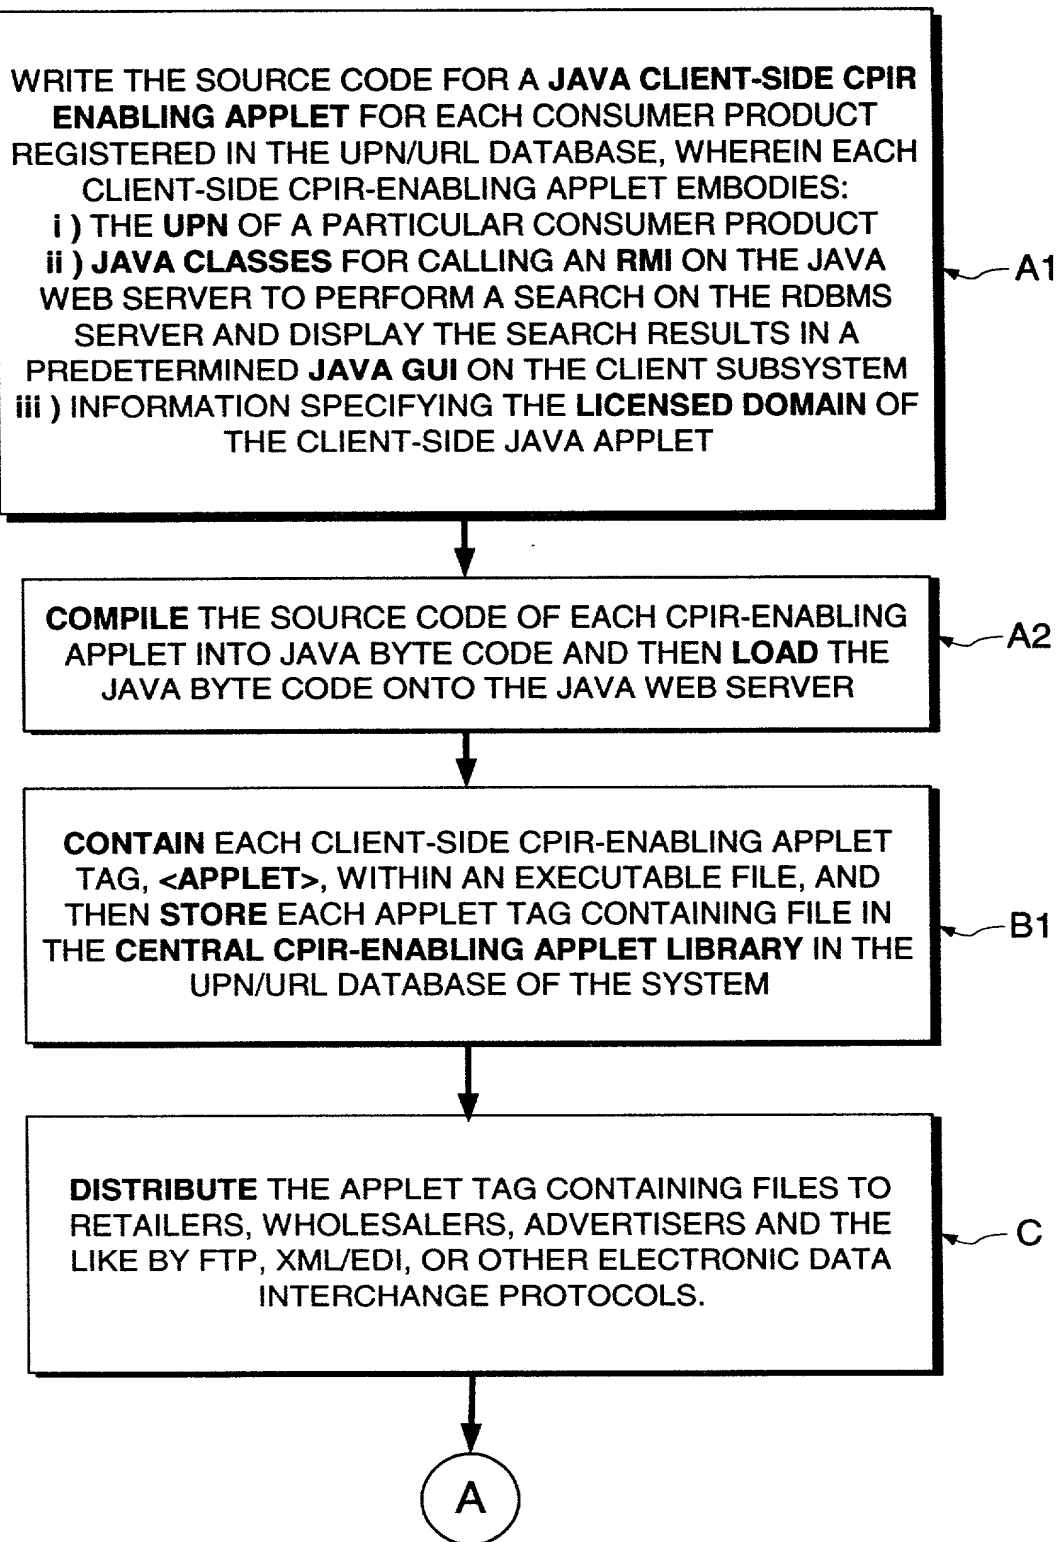 WRITE THE SOURCE CODE FOR A JAVA CLIENT-SIDE CPIR
ENABLING APPLET FOR EACH CONSUMER PRODUCT
REGISTERED IN THE UPN/URL DATABASE, WHEREIN EACH
CLIENT-SIDE CPIR-ENABLING APPLET EMBODIES:
i ) THE UPN OF A PARTICULAR CONSUMER PRODUCT
ii ) JAVA CLASSES FOR CALLING AN RMI ON THE JAVA
WEB SERVER TO PERFORM A SEARCH ON THE RDBMS
SERVER AND DISPLAY THE SEARCH RESULTS IN A
PREDETERMINED JAVA GUI ON THE CLIENT SUBSYSTEM
iii ) INFORMATION SPECIFYING THE LICENSED DOMAIN OF
THE CLIENT-SIDE JAVA APPLET
A1
COMPILE THE SOURCE CODE OF EACH CPIR-ENABLING
APPLET INTO JAVA BYTE CODE AND THEN LOAD THE
JAVA BYTE CODE ONTO THE JAVA WEB SERVER
A2
CONTAIN EACH CLIENT-SIDE CPIR-ENABLING APPLET
TAG, <APPLET>, WITHIN AN EXECUTABLE FILE, AND
THEN STORE EACH APPLET TAG CONTAINING FILE IN
THE CENTRAL CPIR-ENABLING APPLET LIBRARY IN THE
UPN/URL DATABASE OF THE SYSTEM
B1
DISTRIBUTE THE APPLET TAG CONTAINING FILES TO
RETAILERS, WHOLESALERS, ADVERTISERS AND THE
LIKE BY FTP, XML/EDI, OR OTHER ELECTRONIC DATA
INTERCHANGE PROTOCOLS.
C
A